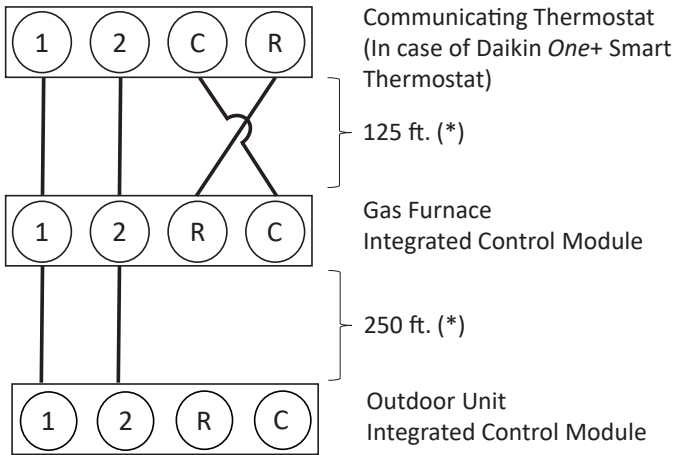 1 2 C R
Communicating Thermostat
(In case of Daikin One+ Smart
Thermostat)
125 ft. (*)
1 2 R C
Gas Furnace
Integrated Control Module
250 ft. (*)
1 2 R C
Outdoor Unit
Integrated Control Module